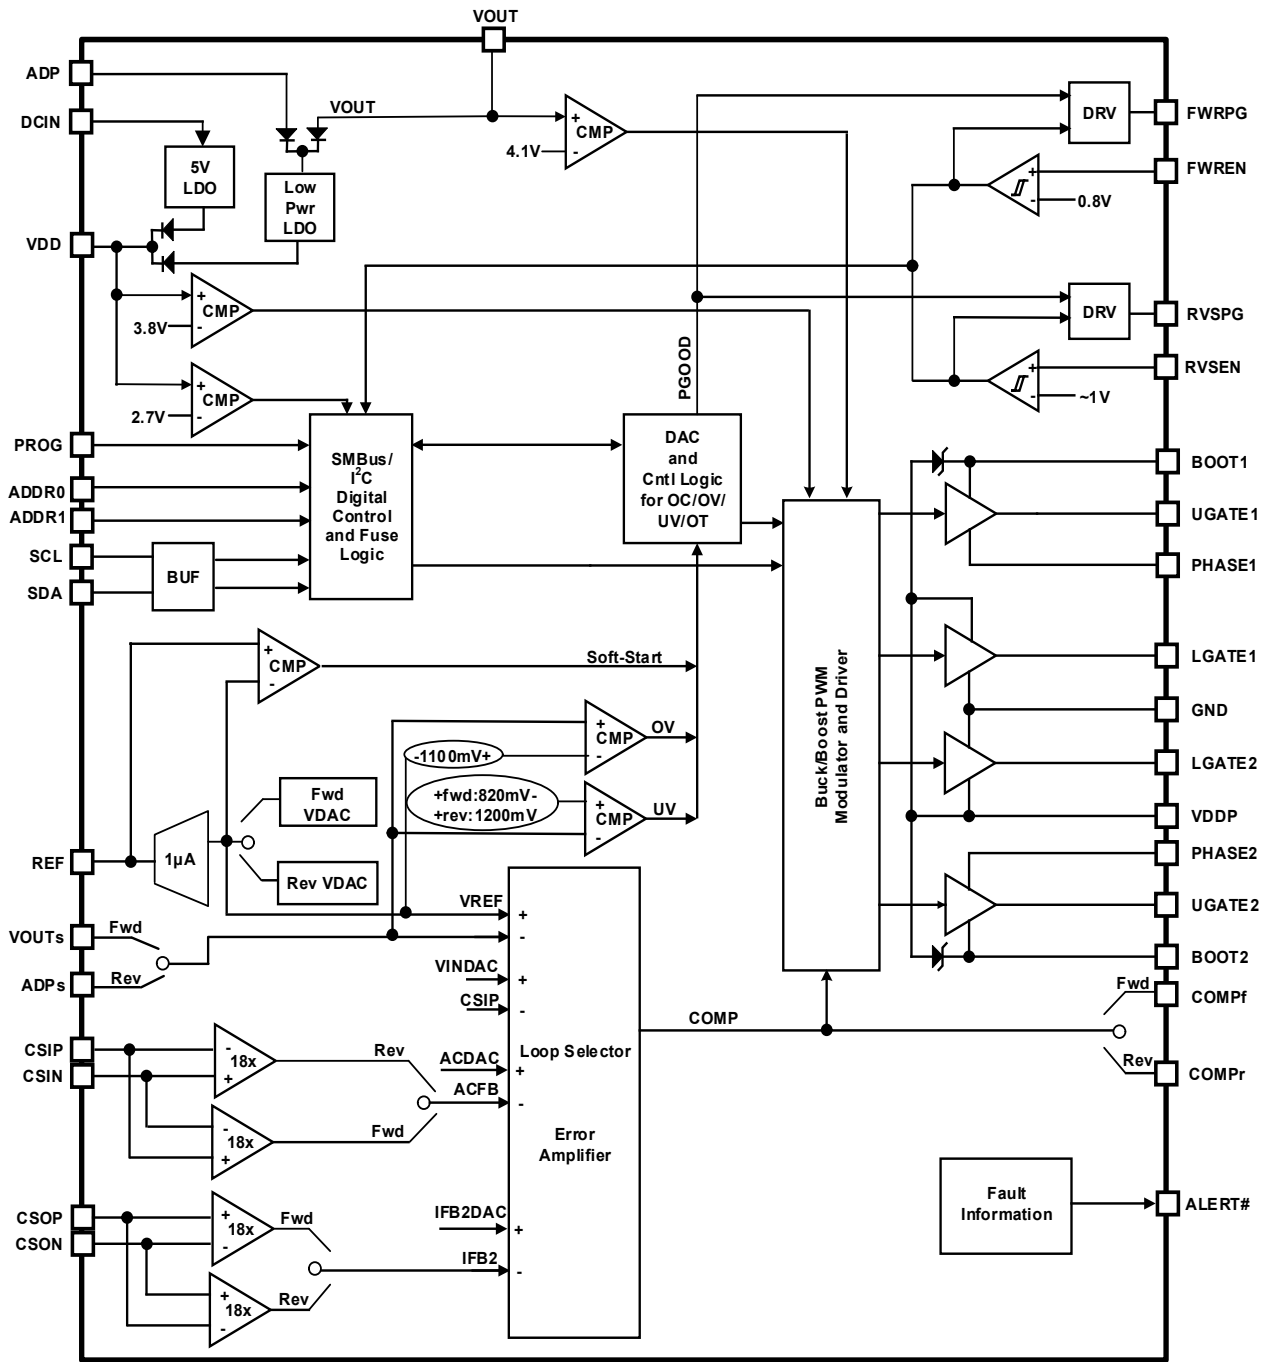 VOUT
ADP
DCIN
VDD
5V
LDO
Low
Pwr
LDO
VOUT
+
CMP
-
4.1V
DRV
FWRPG
FWREN
+
-
0.8V
+
CMP
-
3.8V
DRV
RVSPG
RVSEN
+
-
~1V
+
CMP
-
2.7V
PGOOD
PROG
ADDR0
ADDR1
SCL
SDA
BUF
SMBus/
I2C
Digital
Control
and Fuse
Logic
DAC
and
Cntl Logic
for OC/OV/
UV/OT
Buck/Boost PWM
Modulator and Driver
BOOT1
UGATE1
PHASE1
LGATE1
GND
LGATE2
VDDP
PHASE2
UGATE2
BOOT2
COMPf
COMPr
+
CMP
-
Soft-Start
+
CMP
-
OV
-1100mV+
+fwd:820mV-
+rev:1200mV
+
CMP
-
UV
Fwd
VDAC
Rev VDAC
REF
1µA
VREF
+
-
VOUTs
Fwd
ADPs
Rev
VINDAC
+
CSIP
-
CSIP
CSIN
-
18x
+
Rev
-
18x
+
Fwd
ACDAC
+
ACFB
-
Loop Selector
Error
Amplifier
COMP
Fwd
Rev
CSOP
CSON
+
18x
-
Fwd
+
18x
-
Rev
IFB2DAC
+
IFB2
-
Fault
Information
ALERT#